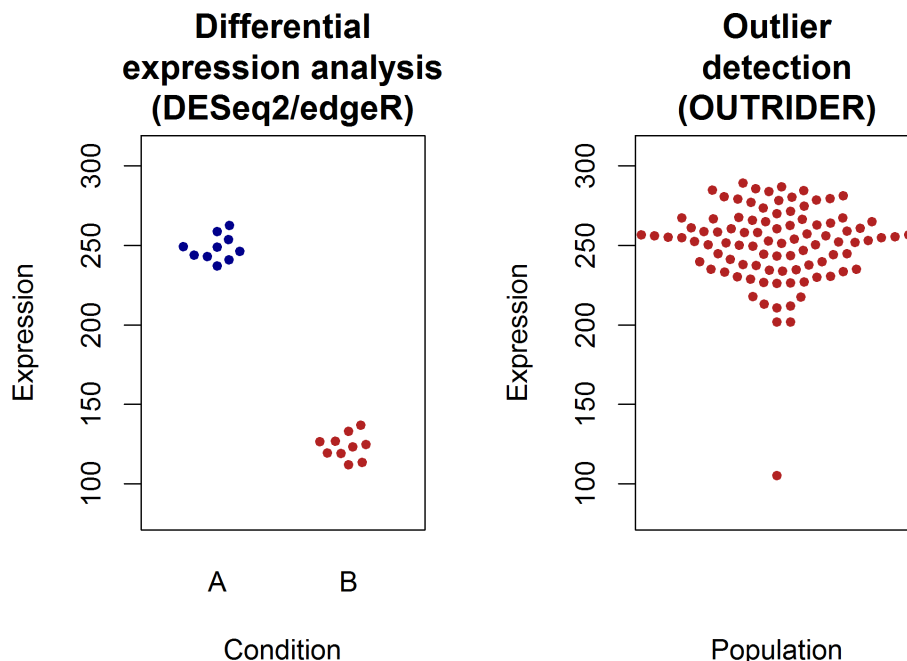 Differential
expression analysis
(DESeq2/edgeR)
Expression
300
250
200
150
100
A B
Condition
Outlier
detection
(OUTRIDER)
Expression
300
250
200
150
100
Population